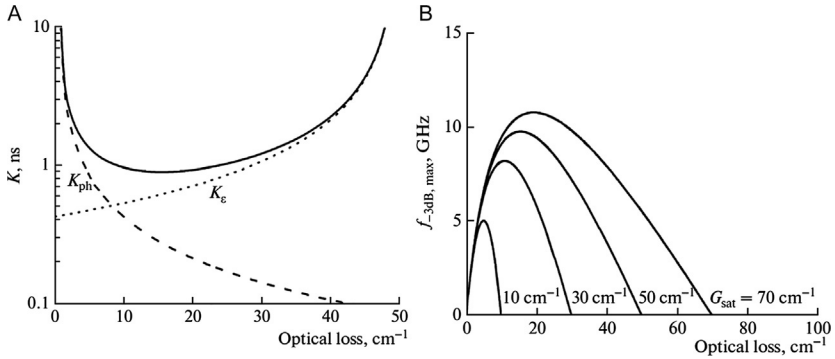 A
B
10
1
0.1
K, ns
K_ph
K_ε
0 10 20 30 40 50
Optical loss, cm⁻¹
15
10
5
0
f₋3dB, max, GHz
10 cm⁻¹ 30 cm⁻¹ 50 cm⁻¹ G_sat = 70 cm⁻¹
0 20 40 60 80 100
Optical loss, cm⁻¹